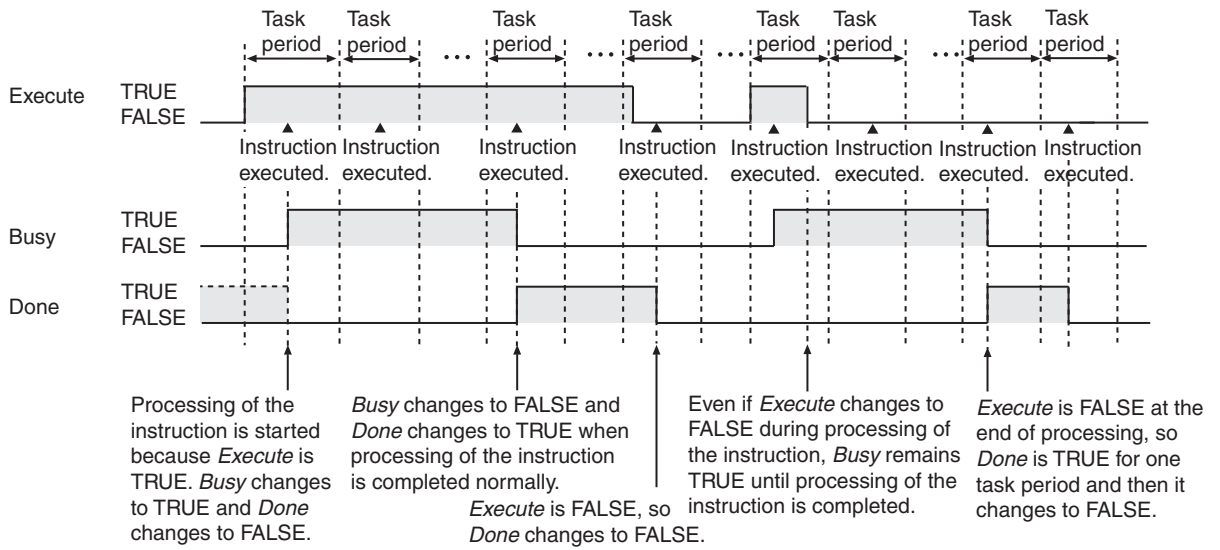 Task period
Task period
...
Task period
...
Task period
...
Task period
Task period
...
Task period
Task period
Execute
TRUE
FALSE
Instruction executed.
Instruction executed.
Instruction executed.
Instruction executed.
Instruction executed.
Instruction executed.
Instruction executed.
Instruction executed.
Busy
TRUE
FALSE
Done
TRUE
FALSE
Processing of the
instruction is started
because Execute is
TRUE. Busy changes
to TRUE and Done
changes to FALSE.
Busy changes to FALSE and
Done changes to TRUE when
processing of the instruction
is completed normally.
Execute is FALSE, so
Done changes to FALSE.
Even if Execute changes to
FALSE during processing of
the instruction, Busy remains
TRUE until processing of the
instruction is completed.
Execute is FALSE at the
end of processing, so
Done is TRUE for one
task period and then it
changes to FALSE.